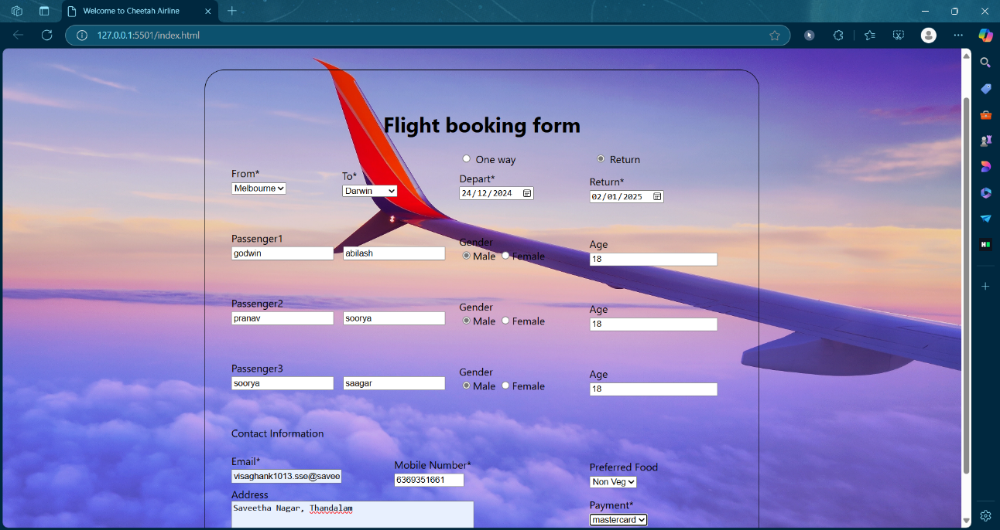 Welcome to Cheetah Airline
127.0.0.1:5501/index.html
Flight booking form
One way Return
From* To* Depart* Return*
Melbourne Darwin 24/12/2024 02/01/2025
Passenger1 Gender Age
godwin abilash Male Female 18
Passenger2 Gender Age
pranav soorya Male Female 18
Passenger3 Gender Age
soorya saagar Male Female 18
Contact Information
Email* Mobile Number* Preferred Food
visaghank1013.sse@savee 6369351661 Non Veg
Address Payment*
Saveetha Nagar, Thandalam mastercard